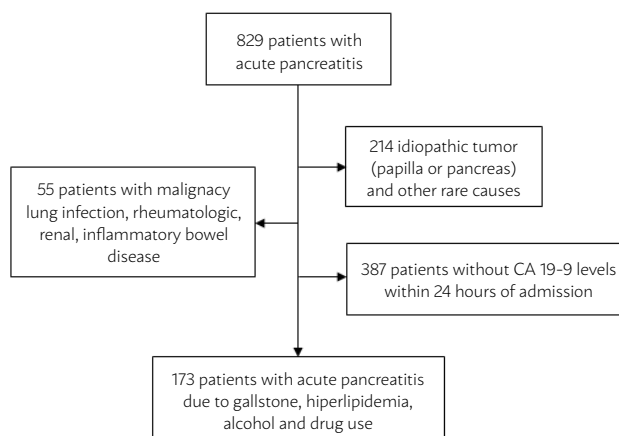 829 patients with
acute pancreatitis
214 idiopathic tumor
(papilla or pancreas)
and other rare causes
55 patients with malignacy
lung infection, rheumatologic,
renal, inflammatory bowel
disease
387 patients without CA 19-9 levels
within 24 hours of admission
173 patients with acute pancreatitis
due to gallstone, hiperlipidemia,
alcohol and drug use